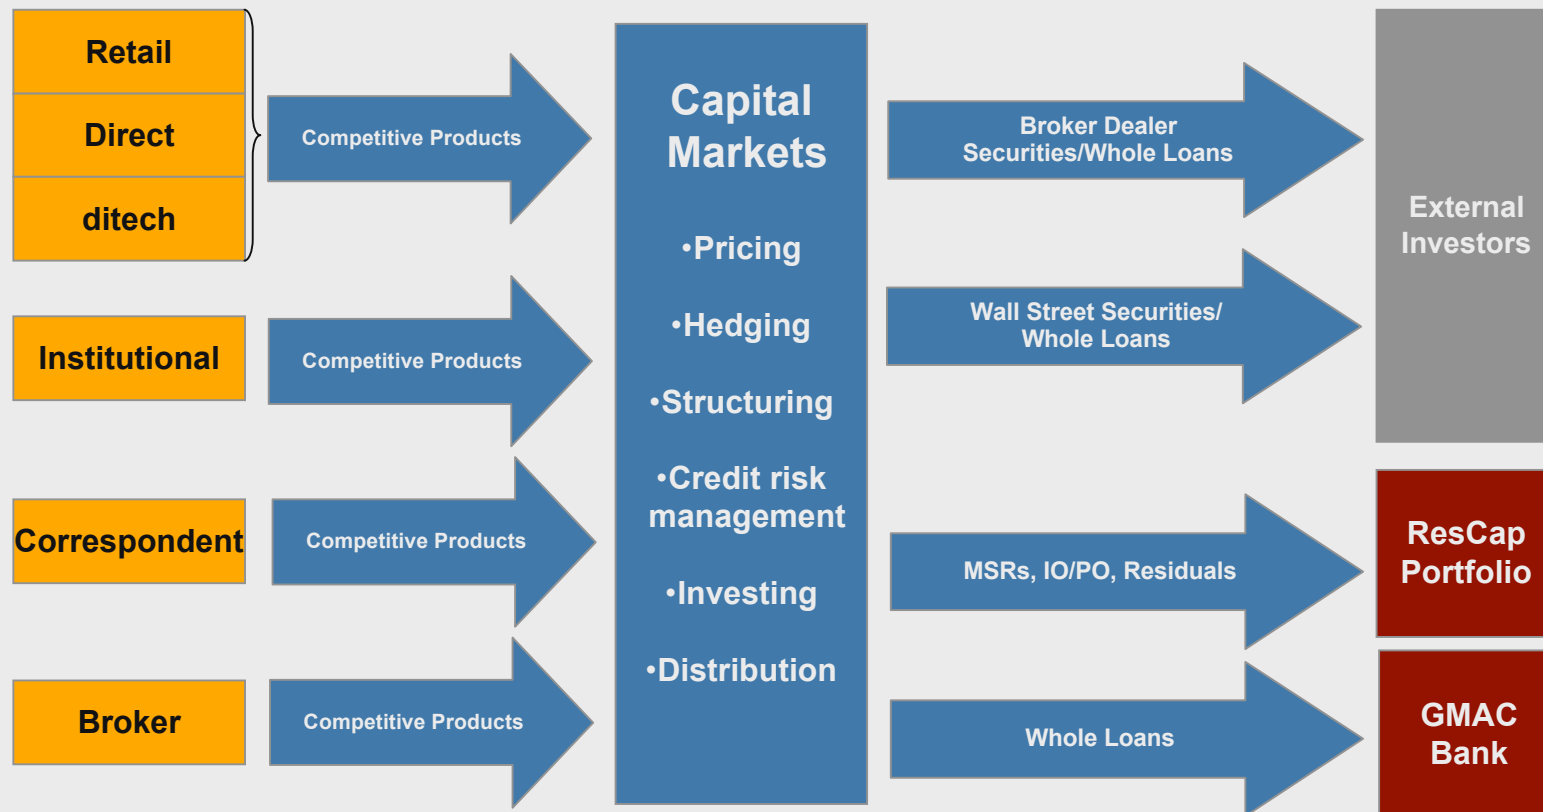 Retail
Direct
ditech
Competitive Products
Institutional
Competitive Products
Correspondent
Competitive Products
Broker
Competitive Products
Capital
Markets
•Pricing
•Hedging
•Structuring
•Credit risk
management
•Investing
•Distribution
Broker Dealer
Securities/Whole Loans
Wall Street Securities/
Whole Loans
MSRs, IO/PO, Residuals
Whole Loans
External
Investors
ResCap
Portfolio
GMAC
Bank